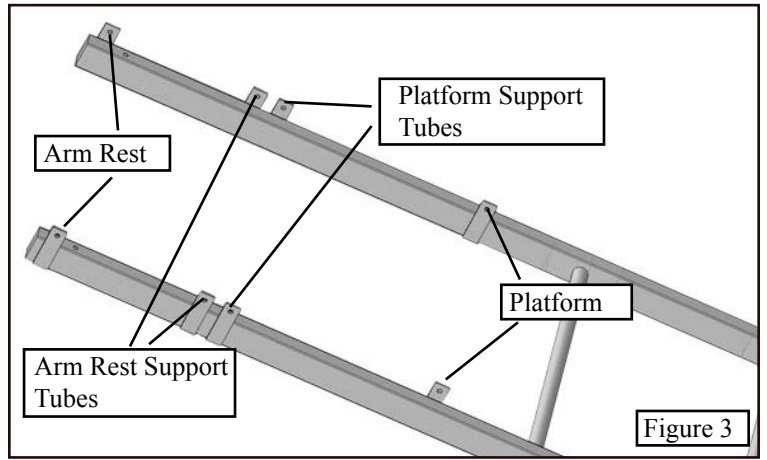 Platform Support
Tubes
Arm Rest
Platform
Arm Rest Support
Tubes
Figure 3